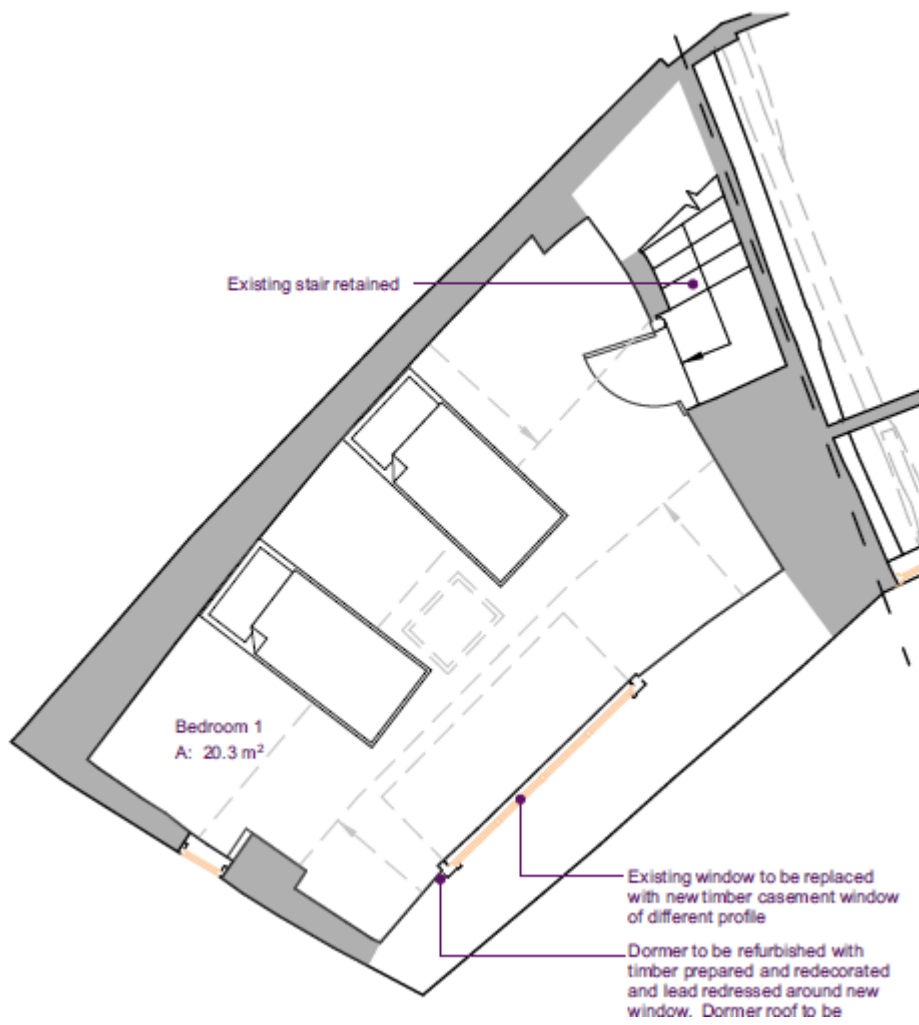 Existing stair retained
Bedroom 1
A: 20.3 m²
Existing window to be replaced
with new timber casement window
of different profile
Dormer to be refurbished with
timber prepared and redecorated
and lead redressed around new
window. Dormer roof to be